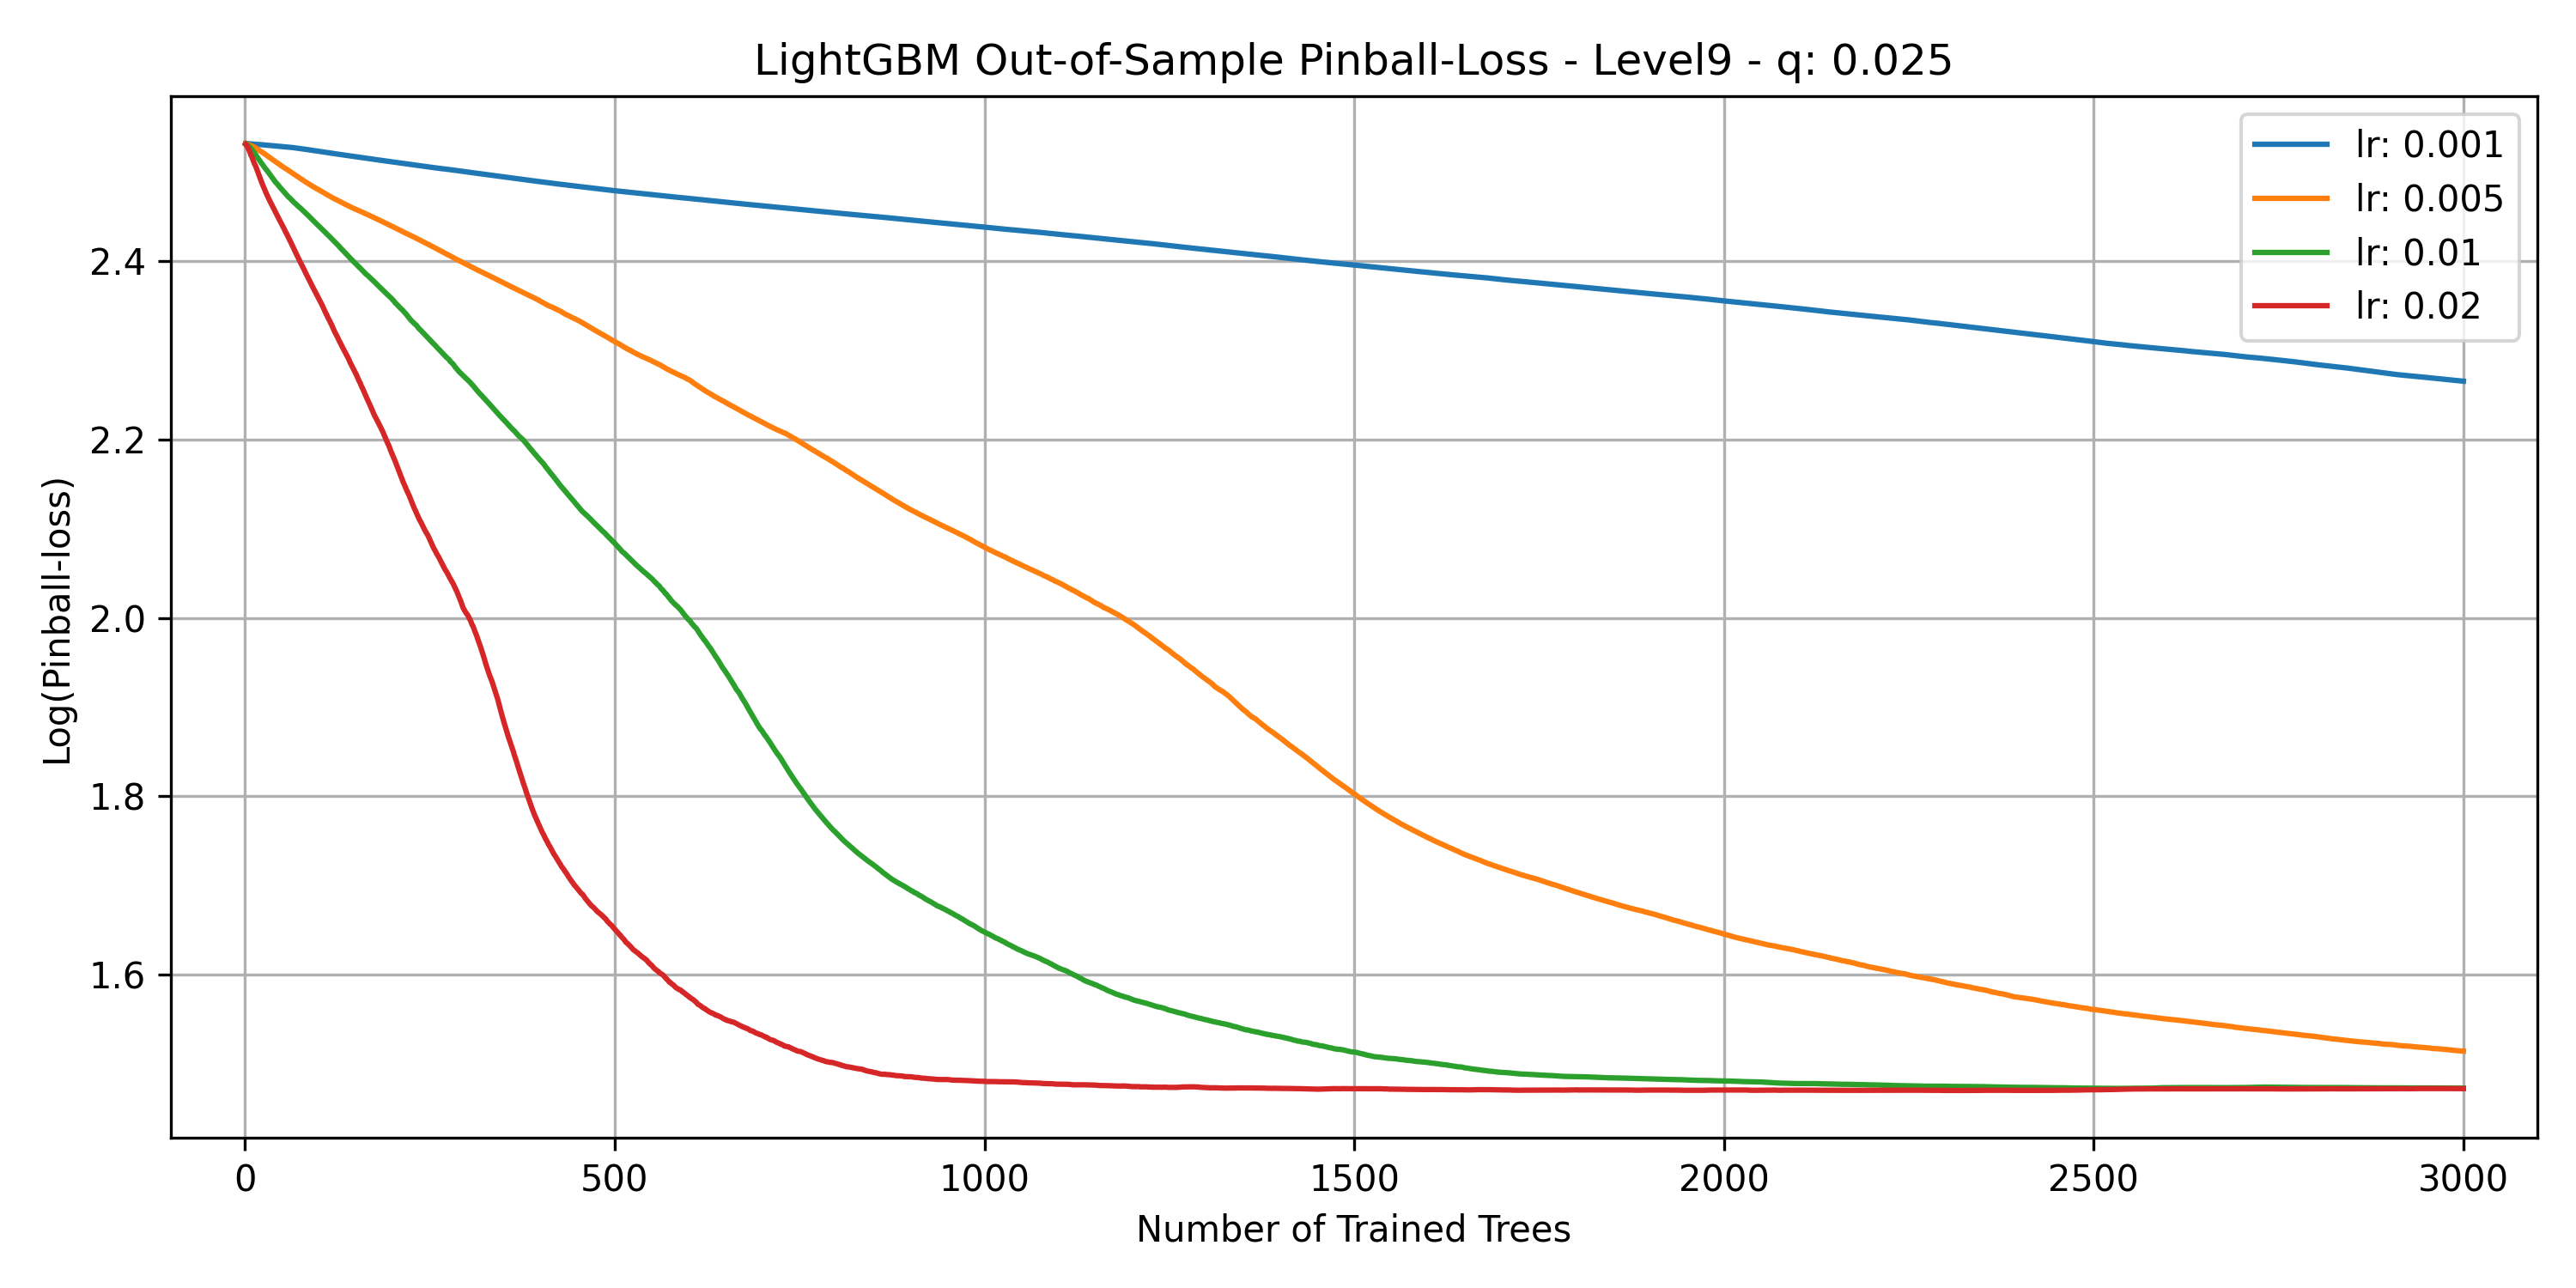 LightGBM Out-of-Sample Pinball-Loss - Level9 - q: 0.025
lr: 0.001
lr: 0.005
lr: 0.01
lr: 0.02
Log(Pinball-loss)
2.4
2.2
2.0
1.8
1.6
0 500 1000 1500 2000 2500 3000
Number of Trained Trees